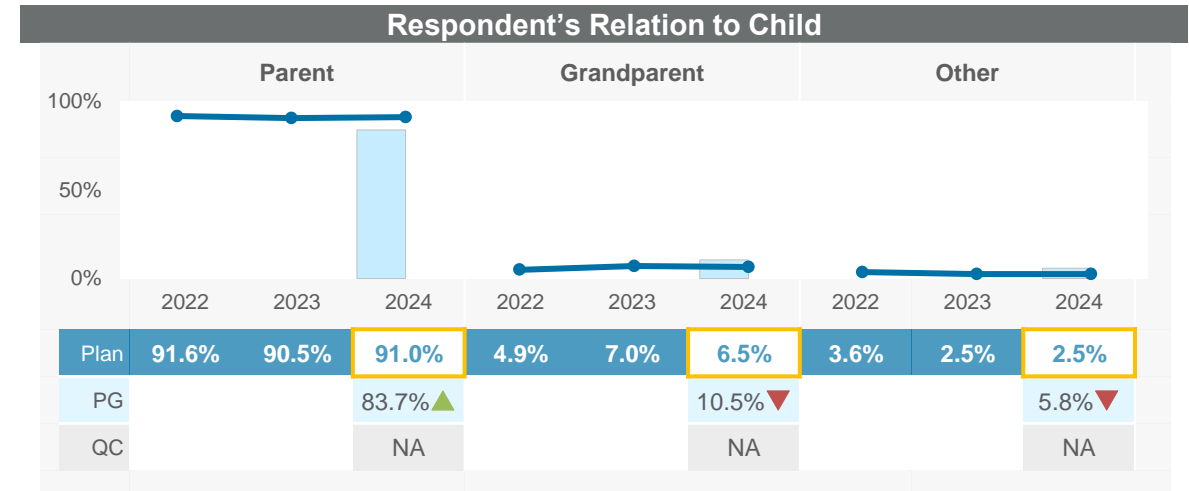 Respondent’s Relation to Child
Parent Grandparent Other
100%
50%
0%
2022 2023 2024 2022 2023 2024 2022 2023 2024
Plan 91.6% 90.5% 91.0% 4.9% 7.0% 6.5% 3.6% 2.5% 2.5%
PG 83.7% 10.5% 5.8%
QC NA NA NA